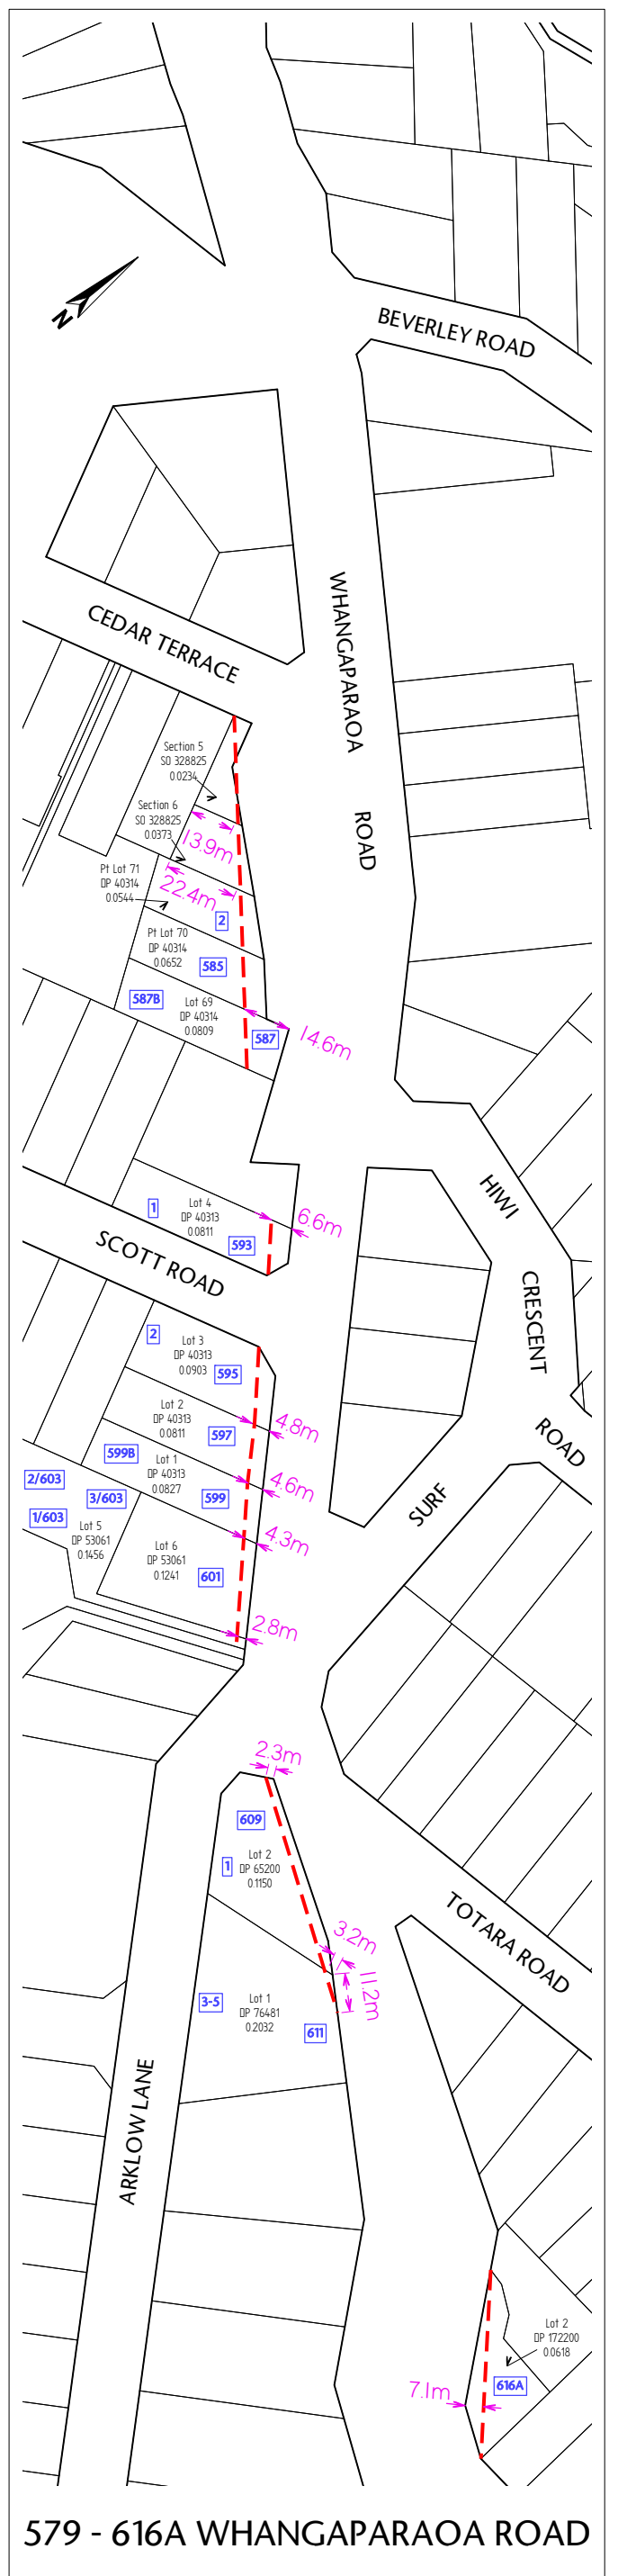 BEVERLEY ROAD
N
WHANGAPARAOA ROAD
CEDAR TERRACE
Section 5
SO 328825
0.0234
Section 6
SO 328825
0.0373
13.9m
Pt Lot 71
DP 40314
0.0544
22.4m
2
Pt Lot 70
DP 40314
0.0652
585
587B
Lot 69
DP 40314
0.0809
587
14.6m
HIWI CRESCENT
1
Lot 4
DP 40313
0.0811
593
6.6m
SCOTT ROAD
2
Lot 3
DP 40313
0.0903
595
Lot 2
DP 40313
0.0811
597
4.8m
599B
Lot 1
DP 40313
0.0827
599
4.6m
SURF ROAD
2/603
3/603
1/603
Lot 5
DP 53061
0.1456
Lot 6
DP 53061
0.1241
601
4.3m
2.8m
2.3m
609
1
Lot 2
DP 65200
0.1150
TOTARA ROAD
3.2m
11.2m
3-5
Lot 1
DP 76481
0.2032
611
ARKLOW LANE
Lot 2
DP 172200
0.0618
616A
7.1m
579 - 616A WHANGAPARAOA ROAD